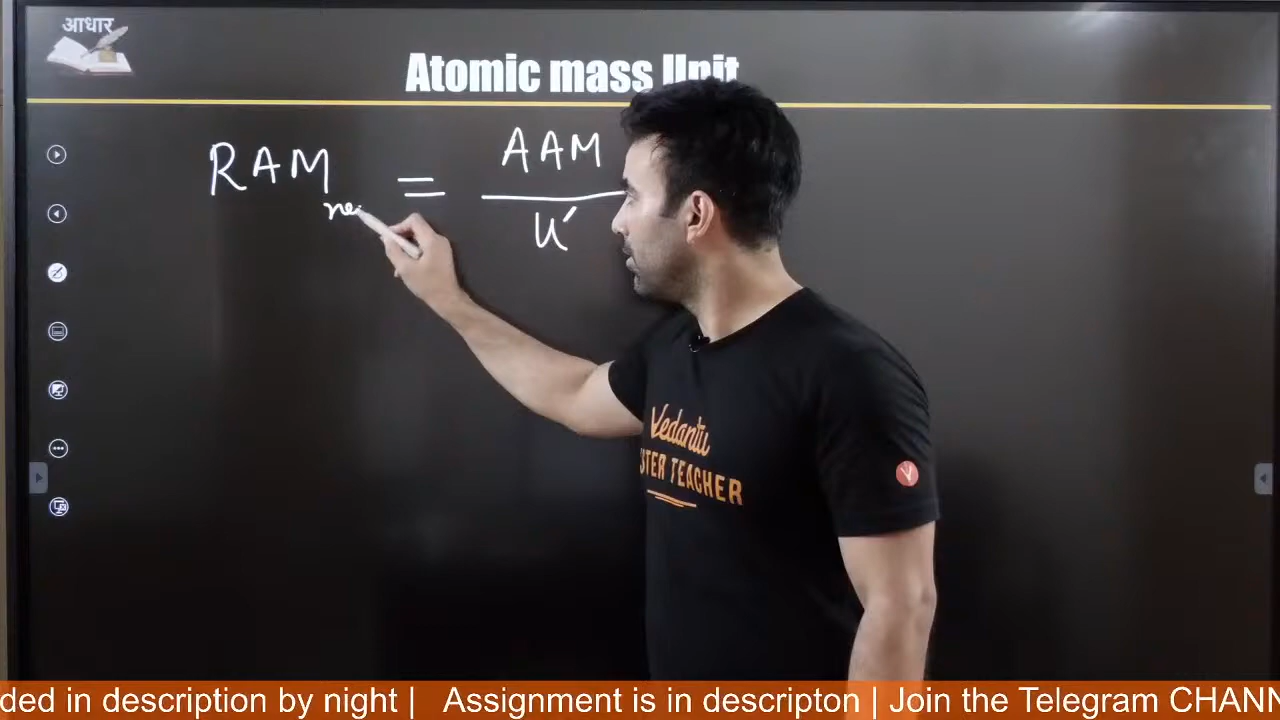 आधार
Atomic mass Unit
RAM = AAM
u'
Vedantu
STER TEACHER
V
ded in description by night | Assignment is in descripton | Join the Telegram CHANN